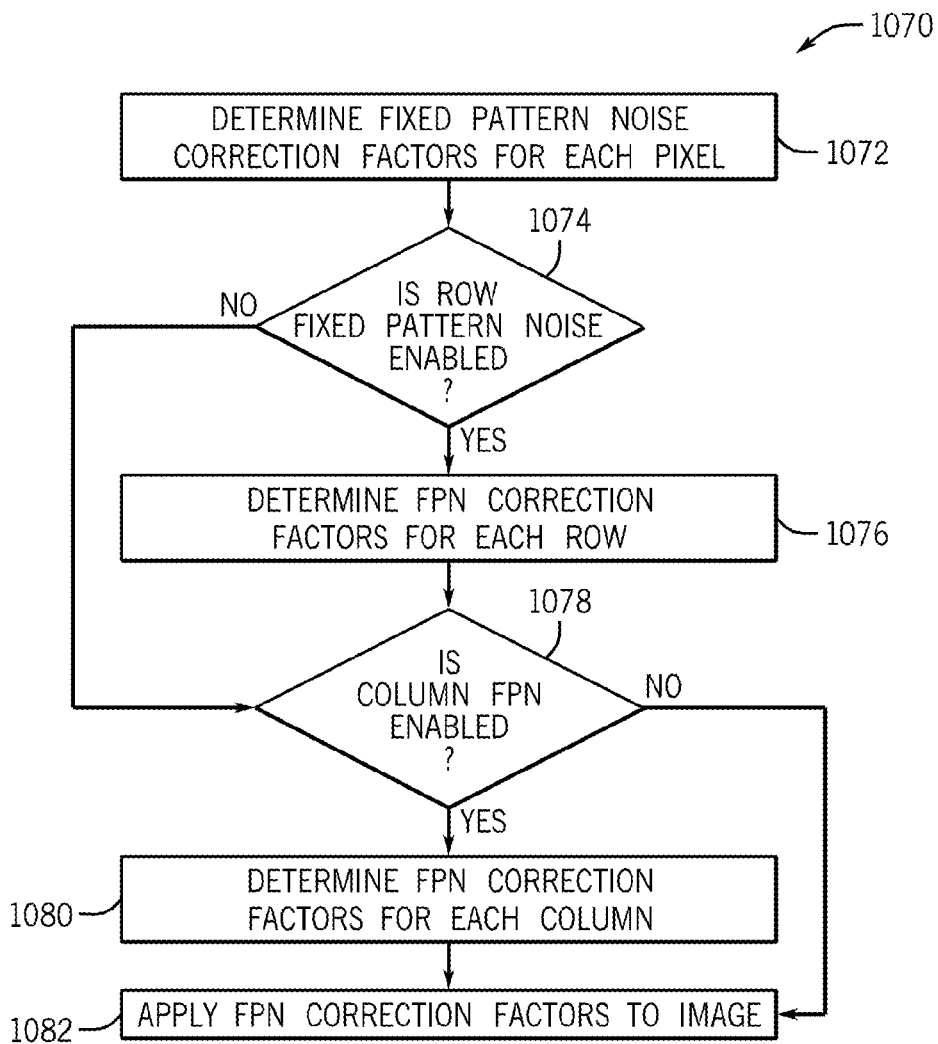 1070
DETERMINE FIXED PATTERN NOISE
CORRECTION FACTORS FOR EACH PIXEL
1072
1074
IS ROW
FIXED PATTERN NOISE
ENABLED
?
NO
YES
DETERMINE FPN CORRECTION
FACTORS FOR EACH ROW
1076
1078
IS
COLUMN FPN
ENABLED
?
NO
YES
DETERMINE FPN CORRECTION
FACTORS FOR EACH COLUMN
1080
APPLY FPN CORRECTION FACTORS TO IMAGE
1082